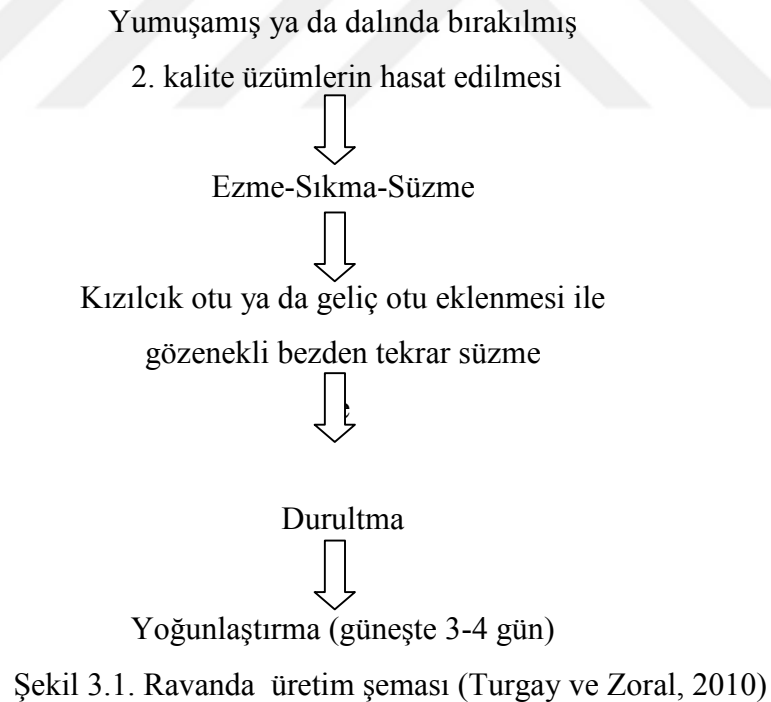 Yumuşamış ya da dalında bırakılmış
2. kalite üzümlerin hasat edilmesi
Ezme-Sıkma-Süzme
Kızılcık otu ya da geliç otu eklenmesi ile
gözenekli bezden tekrar süzme
Durultma
Yoğunlaştırma (güneşte 3-4 gün)
Şekil 3.1. Ravanda üretim şeması (Turgay ve Zoral, 2010)